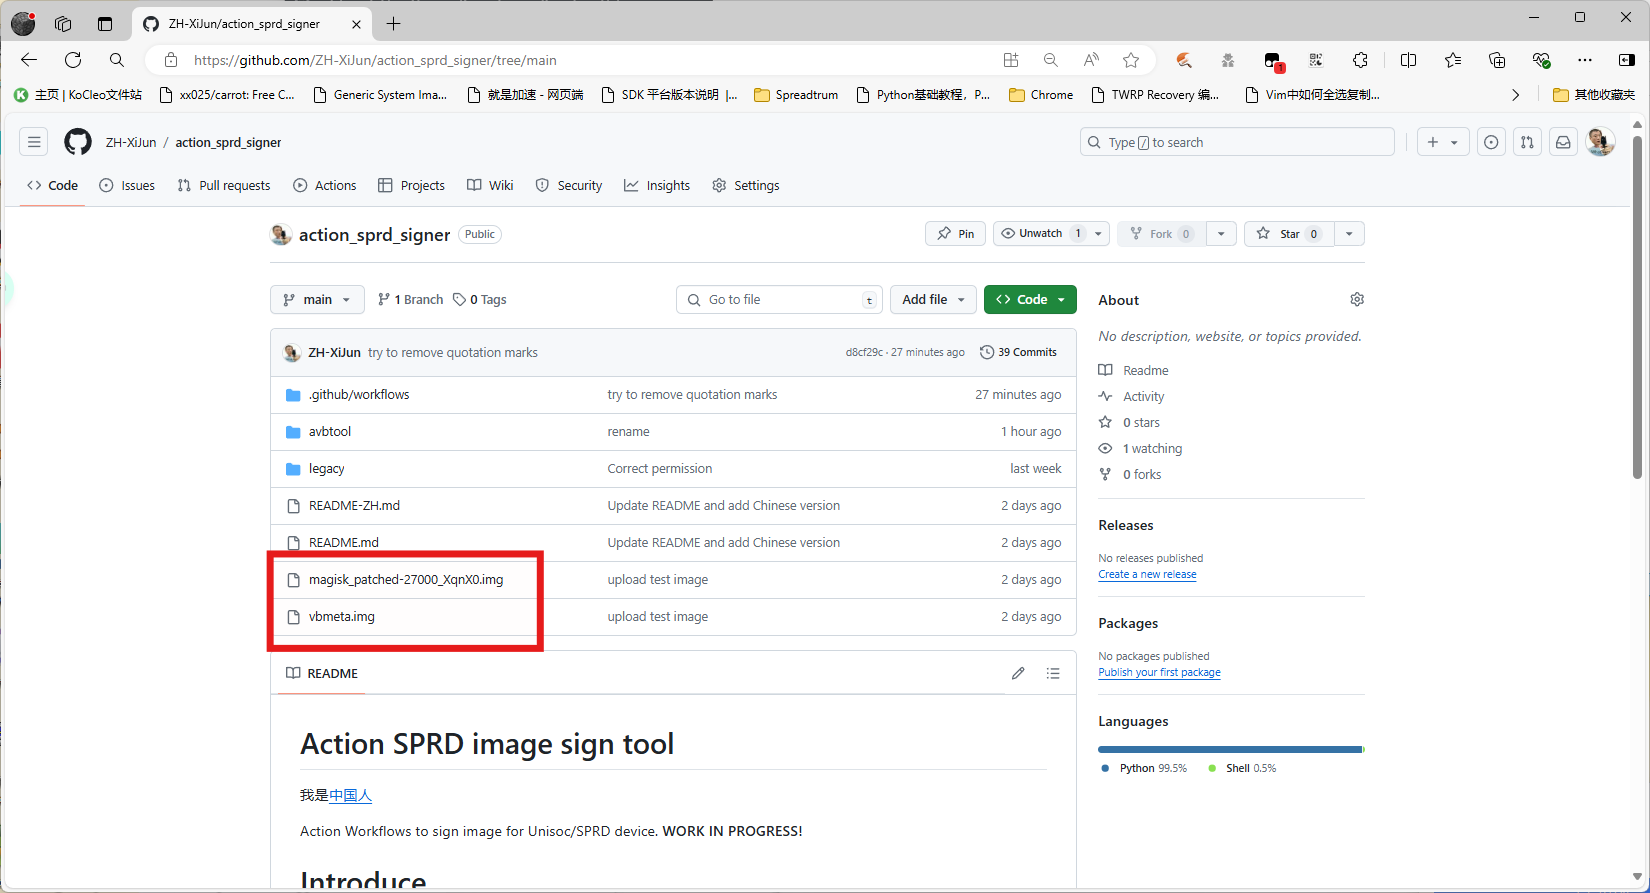 ZH-XiJun/action_sprd_signer
https://github.com/ZH-XiJun/action_sprd_signer/tree/main
1
主页 | KoCleo文件站 xx025/carrot: Free C... Generic System Ima... 就是加速 - 网页端 SDK 平台版本说明 |... Spreadtrum Python基础教程，P... Chrome TWRP Recovery 编... Vim中如何全选复制... 其他收藏夹
ZH-XiJun / action_sprd_signer Type / to search
Code Issues Pull requests Actions Projects Wiki Security Insights Settings
action_sprd_signer Public Pin Unwatch 1 Fork 0 Star 0
main 1 Branch 0 Tags Go to file t Add file Code
ZH-XiJun try to remove quotation marks d8cf29c · 27 minutes ago 39 Commits
.github/workflows try to remove quotation marks 27 minutes ago
avbtool rename 1 hour ago
legacy Correct permission last week
README-ZH.md Update README and add Chinese version 2 days ago
README.md Update README and add Chinese version 2 days ago
magisk_patched-27000_XqnX0.img upload test image 2 days ago
vbmeta.img upload test image 2 days ago
README
Action SPRD image sign tool
我是中国人
Action Workflows to sign image for Unisoc/SPRD device. WORK IN PROGRESS!
Introduce
About
No description, website, or topics provided.
Readme
Activity
0 stars
1 watching
0 forks
Releases
No releases published
Create a new release
Packages
No packages published
Publish your first package
Languages
Python 99.5% Shell 0.5%